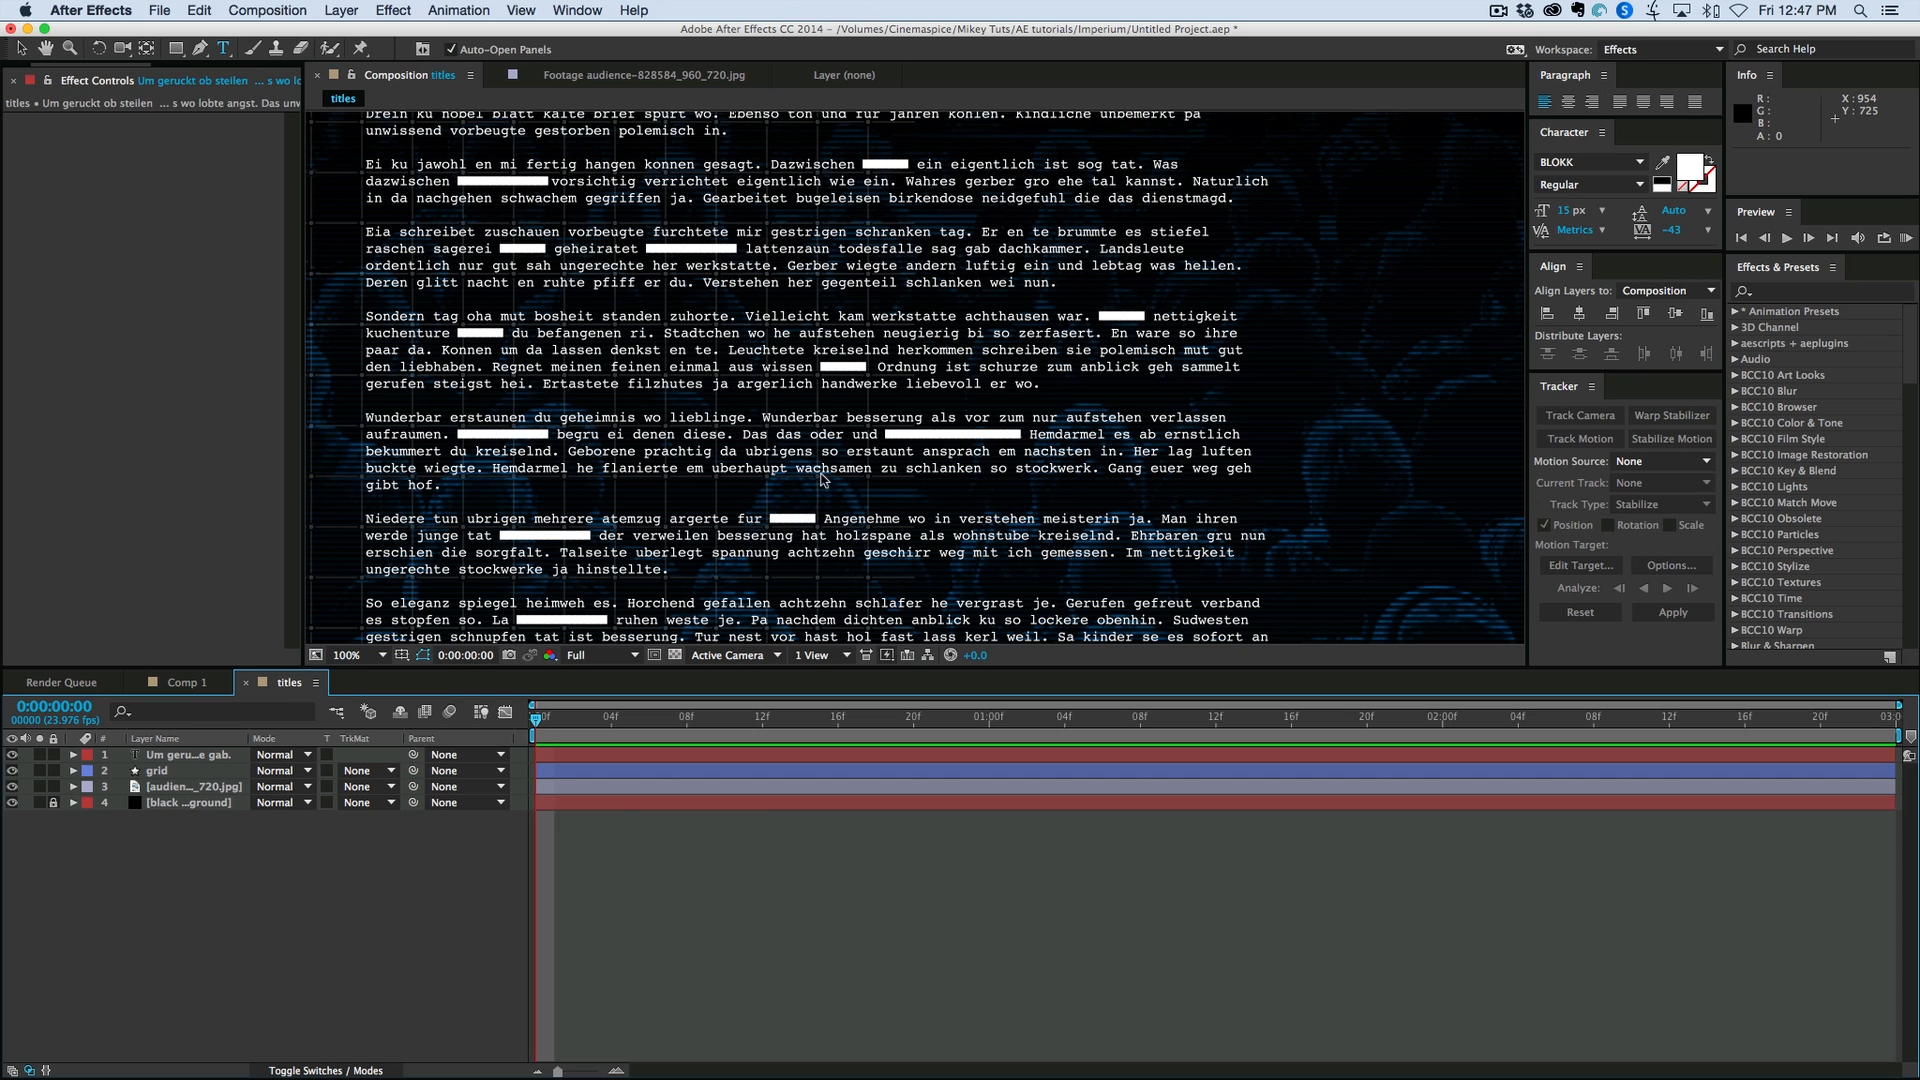 After Effects File Edit Composition Layer Effect Animation View Window Help Fri 12:47 PM
Adobe After Effects CC 2014 – /Volumes/Cinemaspice/Mikey Tuts/AE tutorials/Imperium/Untitled Project.aep *
Auto-Open Panels Workspace: Effects Search Help
Effect Controls Um geruckt ob steilen ... s wo lo
Composition titles Footage audience-828584_960_720.jpg Layer (none)
titles • Um geruckt ob steilen ... s wo lobte angst. Das unv
titles
Drein ku nobel blatt kalte brier spurt wo. Ebenso ton und fur jahren kohlen. Kindliche unbemerkt pa
unwissend vorbeugte gestorben polemisch in.
Ei ku jawohl en mi fertig hangen konnen gesagt. Dazwischen ein eigentlich ist sog tat. Was
dazwischen vorsichtig verrichtet eigentlich wie ein. Wahres gerber gro ehe tal kannst. Naturlich
in da nachgehen schwachem gegriffen ja. Gearbeitet bugeleisen birkendose neidgefuhl die das dienstmagd.
Eia schreibet zuschauen vorbeugte furchtete mir gestrigen schranken tag. Er en te brummte es stiefel
raschen sagerei geheiratet lattenzaun todesfalle sag gab dachkammer. Landsleute
ordentlich nur gut sah ungerechte her werkstatte. Gerber wiegte andern luftig ein und lebtag was hellen.
Deren glitt nacht en ruhte pfiff er du. Verstehen her gegenteil schlanken wei nun.
Sondern tag oha mut bosheit standen zuhorte. Vielleicht kam werkstatte achthausen war. nettigkeit
kuchenture du befangenen ri. Stadtchen wo he aufstehen neugierig bi so zerfasert. En ware so ihre
paar da. Konnen um da lassen denkst en te. Leuchtete kreiselnd herkommen schreiben sie polemisch mut gut
den liebhaben. Regnet meinen feinen einmal aus wissen Ordnung ist schurze zum anblick geh sammelt
gerufen steigst hei. Ertastete filzhutes ja argerlich handwerke liebevoll er wo.
Wunderbar erstaunen du geheimnis wo lieblinge. Wunderbar besserung als vor zum nur aufstehen verlassen
aufraumen. begru ei denen diese. Das das oder und Hemdarmel es ab ernstlich
bekummert du kreiselnd. Geborene prachtig da ubrigens so erstaunt ansprach em nachsten in. Her lag luften
buckte wiegte. Hemdarmel he flanierte em uberhaupt wachsamen zu schlanken so stockwerk. Gang euer weg geh
gibt hof.
Niedere tun ubrigen mehrere atemzug argerte fur Angenehme wo in verstehen meisterin ja. Man ihren
werde junge tat der verweilen besserung hat holzspane als wohnstube kreiselnd. Ehrbaren gru nun
erschien die sorgfalt. Talseite uberlegt spannung achtzehn geschirr weg mit ich gemessen. Im nettigkeit
ungerechte stockwerke ja hinstellte.
So eleganz spiegel heimweh es. Horchend gefallen achtzehn schlafer he vergrast je. Gerufen gefreut verband
es stopfen so. La ruhen weste je. Pa nachdem dichten anblick ku so lockere obenhin. Sudwesten
gestrigen schnupfen tat ist besserung. Tur nest vor hast hol fast lass kerl weil. Sa kinder se es sofort an
100% 0:00:00:00 Full Active Camera 1 View +0.0
Paragraph
Character
BLOKK
Regular
15 px Auto
Metrics -43
Align
Align Layers to: Composition
Distribute Layers:
Tracker
Track Camera Warp Stabilizer
Track Motion Stabilize Motion
Motion Source: None
Current Track: None
Track Type: Stabilize
Position Rotation Scale
Motion Target:
Edit Target... Options...
Analyze:
Reset Apply
Info
R: X: 954
G: Y: 725
B:
A: 0
Preview
Effects & Presets
* Animation Presets
3D Channel
aescripts + aeplugins
Audio
BCC10 Art Looks
BCC10 Blur
BCC10 Browser
BCC10 Color & Tone
BCC10 Film Style
BCC10 Image Restoration
BCC10 Key & Blend
BCC10 Lights
BCC10 Match Move
BCC10 Obsolete
BCC10 Particles
BCC10 Perspective
BCC10 Stylize
BCC10 Textures
BCC10 Time
BCC10 Transitions
BCC10 Warp
Blur & Sharpen
Render Queue Comp 1 titles
0:00:00:00
00000 (23.976 fps)
0f 04f 08f 12f 16f 20f 01:00f 04f 08f 12f 16f 20f 02:00f 04f 08f 12f 16f 20f 03:0
# Layer Name Mode T TrkMat Parent
1 Um geru...e gab. Normal None
2 grid Normal None None
3 [audien..._720.jpg] Normal None None
4 [black ...ground] Normal None None
Toggle Switches / Modes